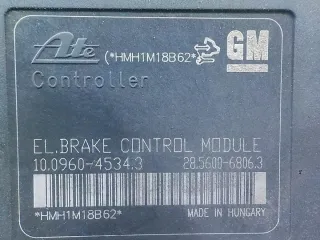 Ate (*HMH1M18B62*) GM
Controller
EL.BRAKE CONTROL MODULE
10.0960-4534.3 28.5600-6806.3
*HMH1M18B62*
MADE IN HUNGARY